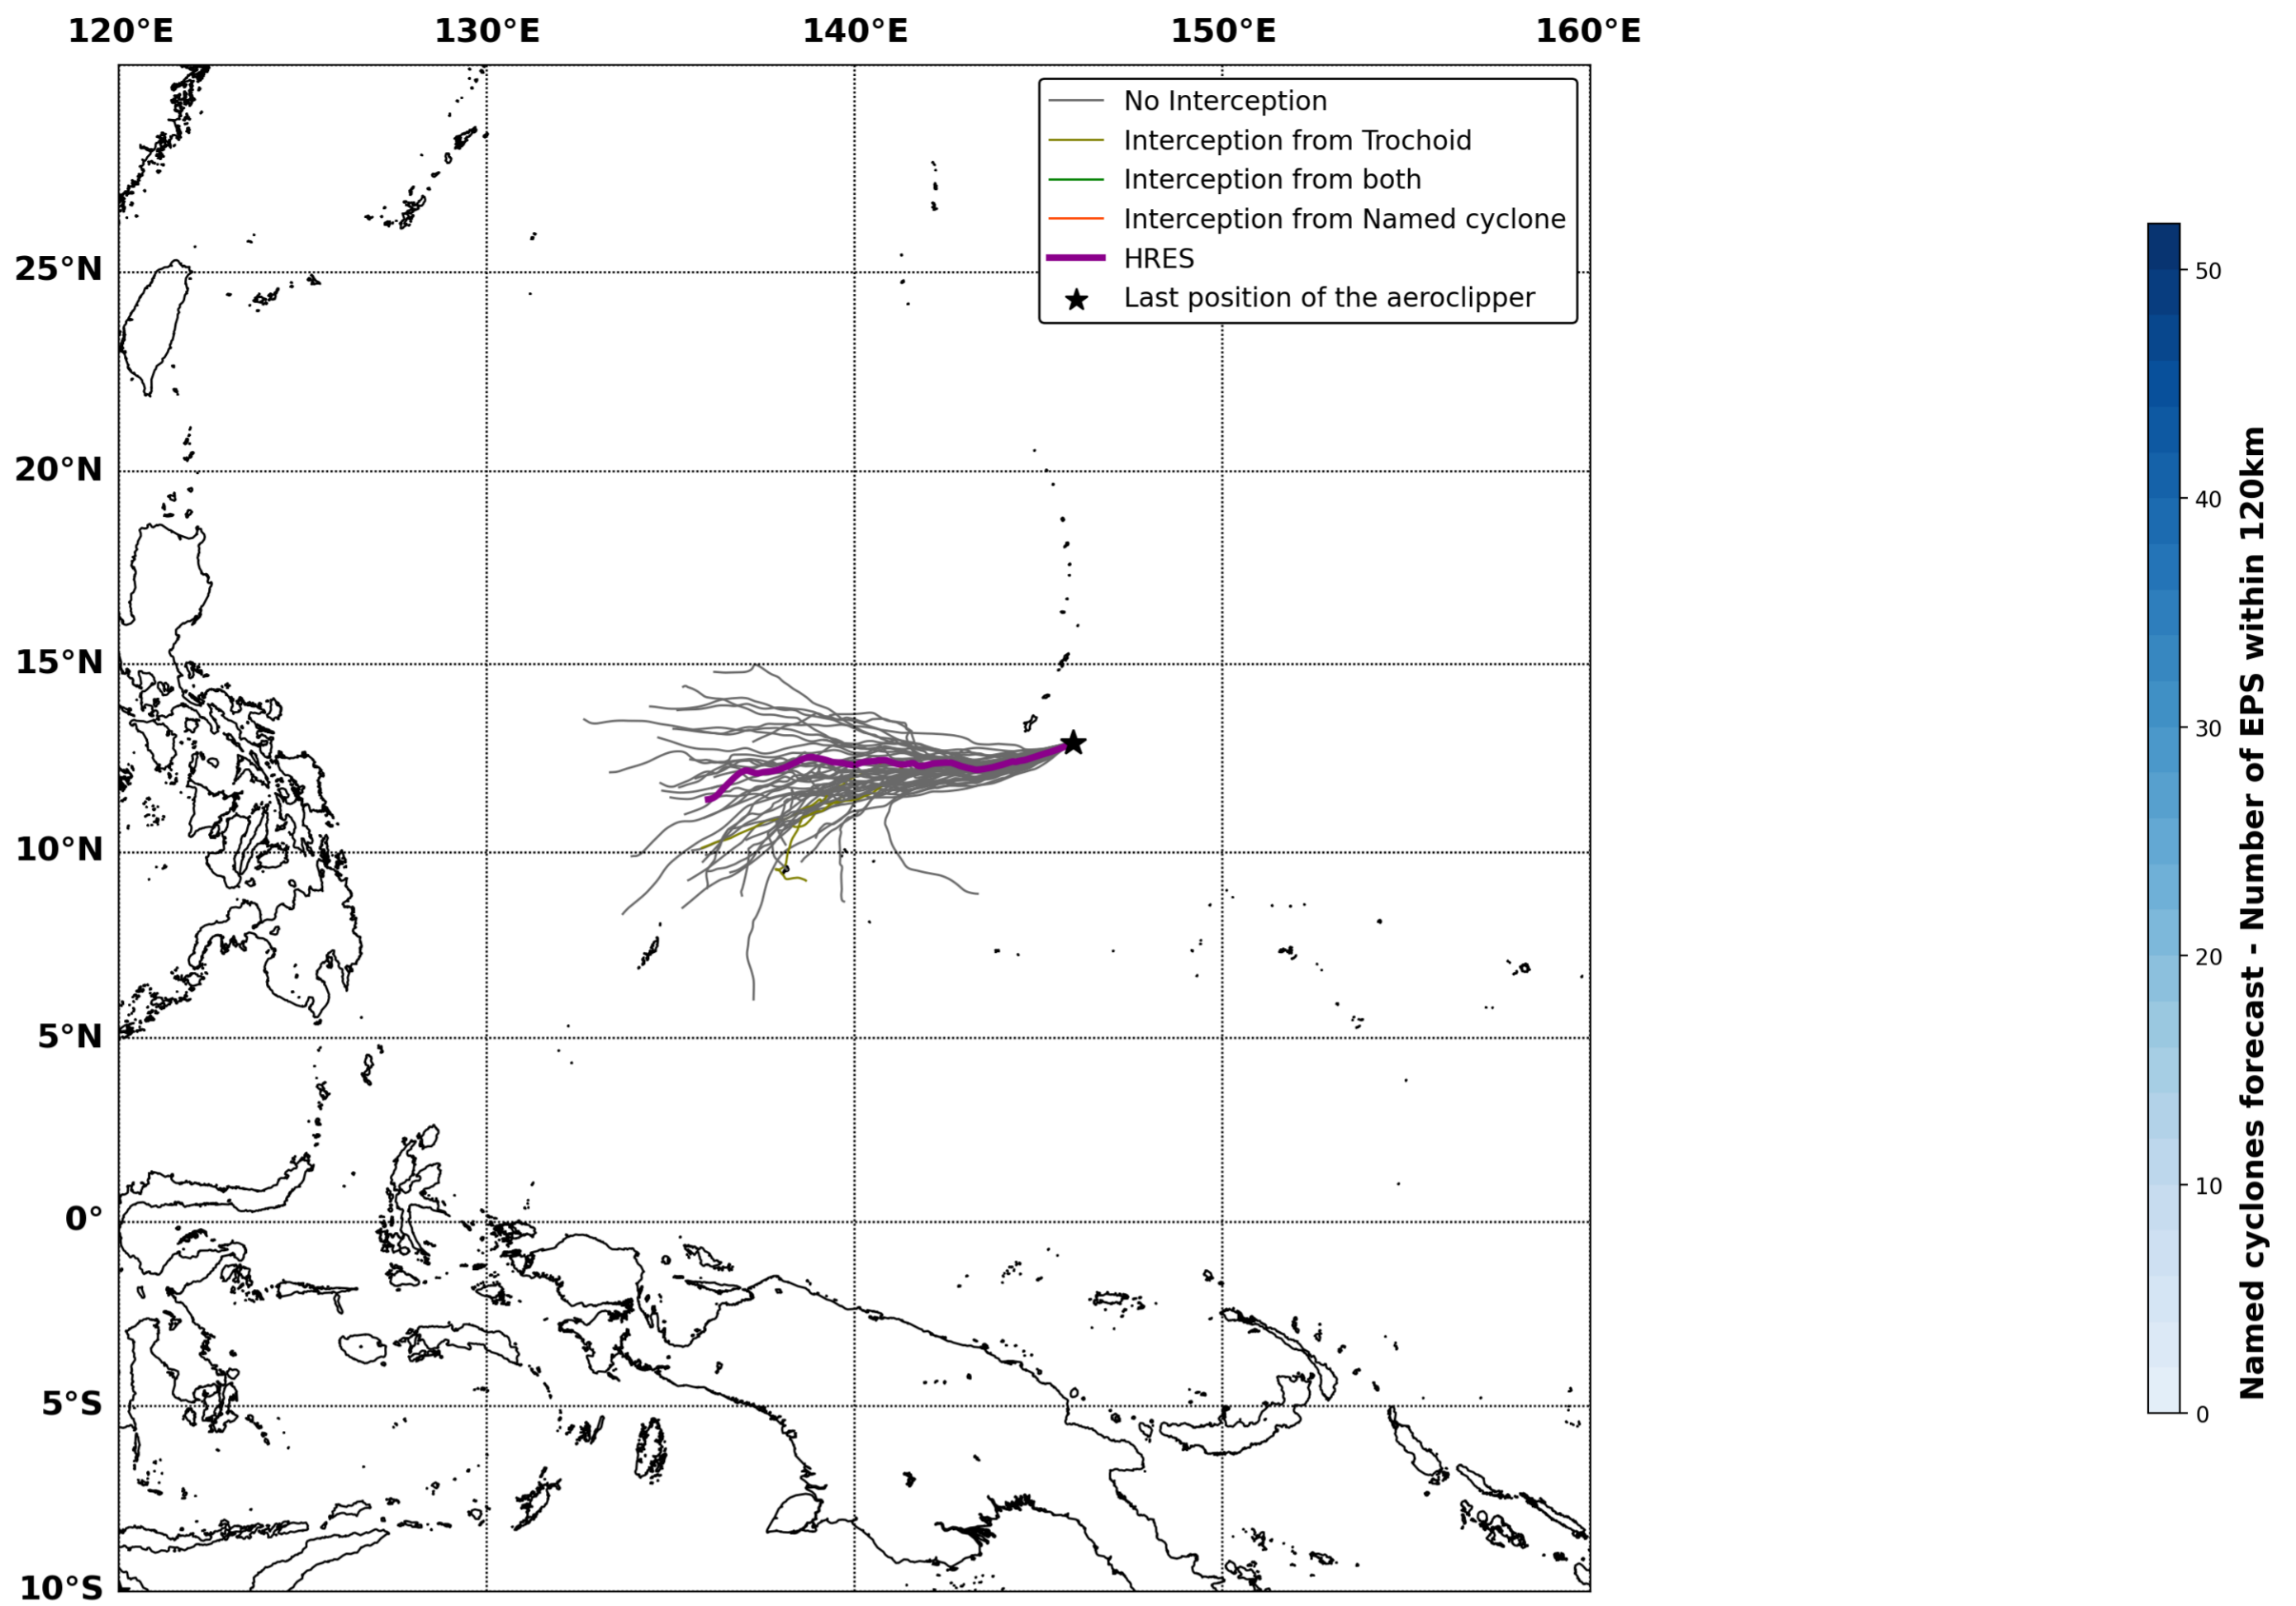 120°E 130°E 140°E 150°E 160°E
No Interception
Interception from Trochoid
Interception from both
Interception from Named cyclone
HRES
Last position of the aeroclipper
25°N
20°N
15°N
10°N
5°N
0°
5°S
10°S
50
40
30
20
10
0
Named cyclones forecast - Number of EPS within 120km